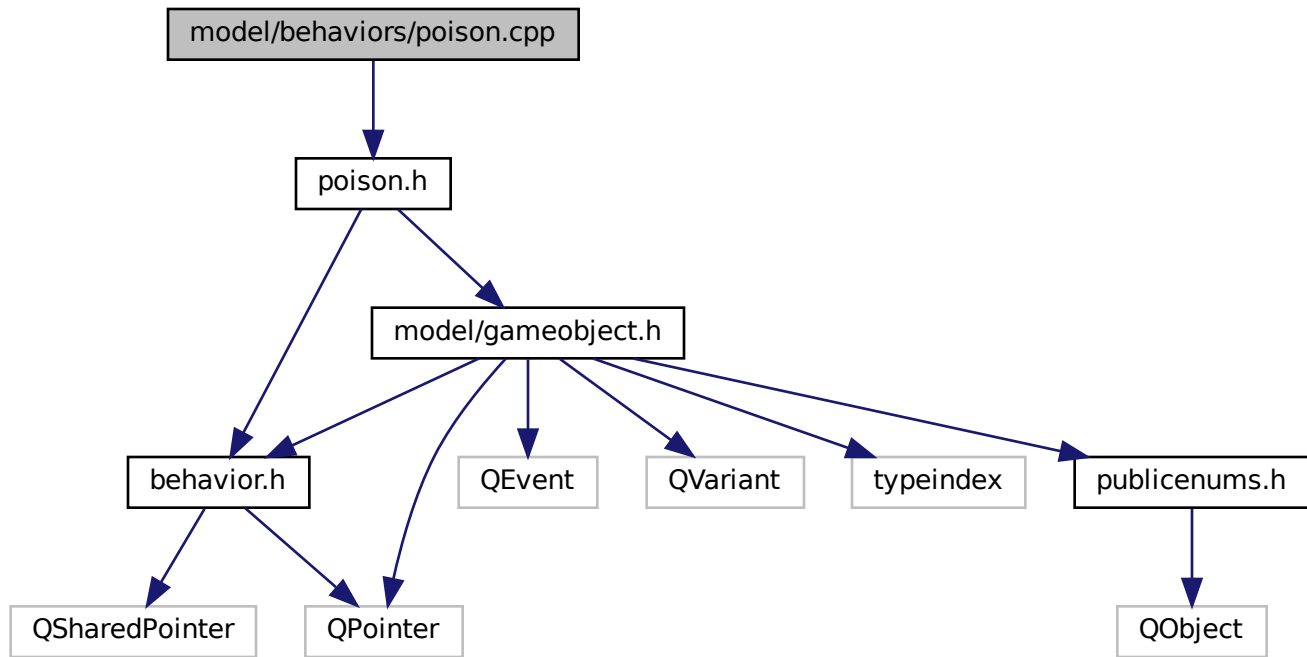 model/behaviors/poison.cpp
poison.h
model/gameobject.h
behavior.h
QEvent
QVariant
typeindex
publicenums.h
QSharedPointer
QPointer
QObject